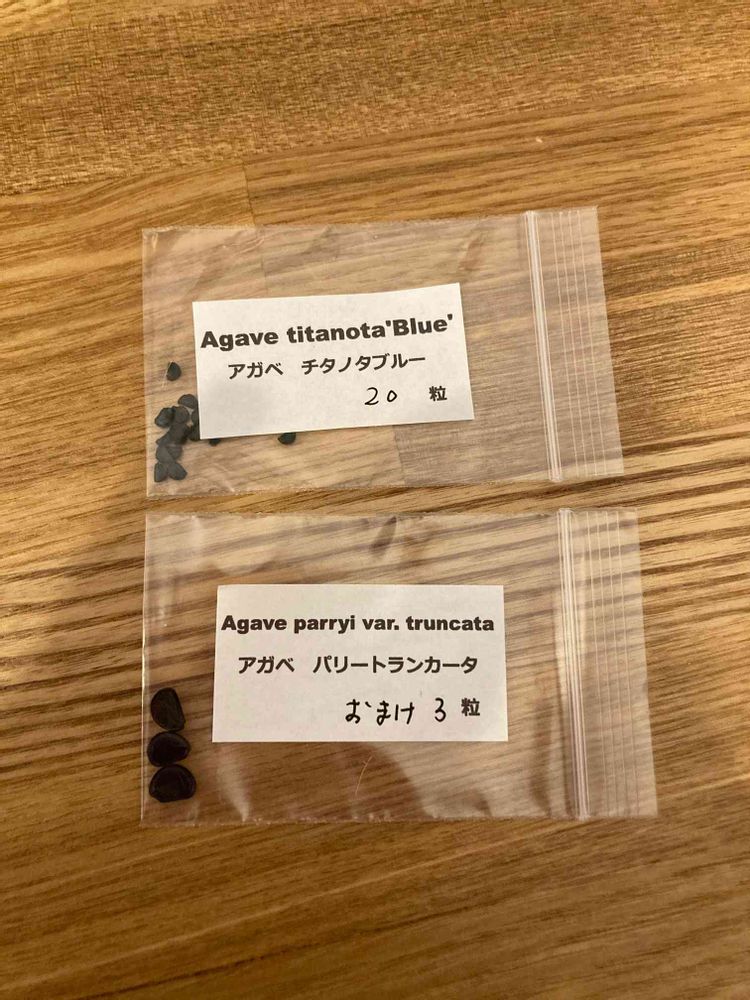 Agave titanota'Blue'
アガベ　チタノタブルー
20 粒
Agave parryi var. truncata
アガベ　パリートランカータ
おまけ 3 粒